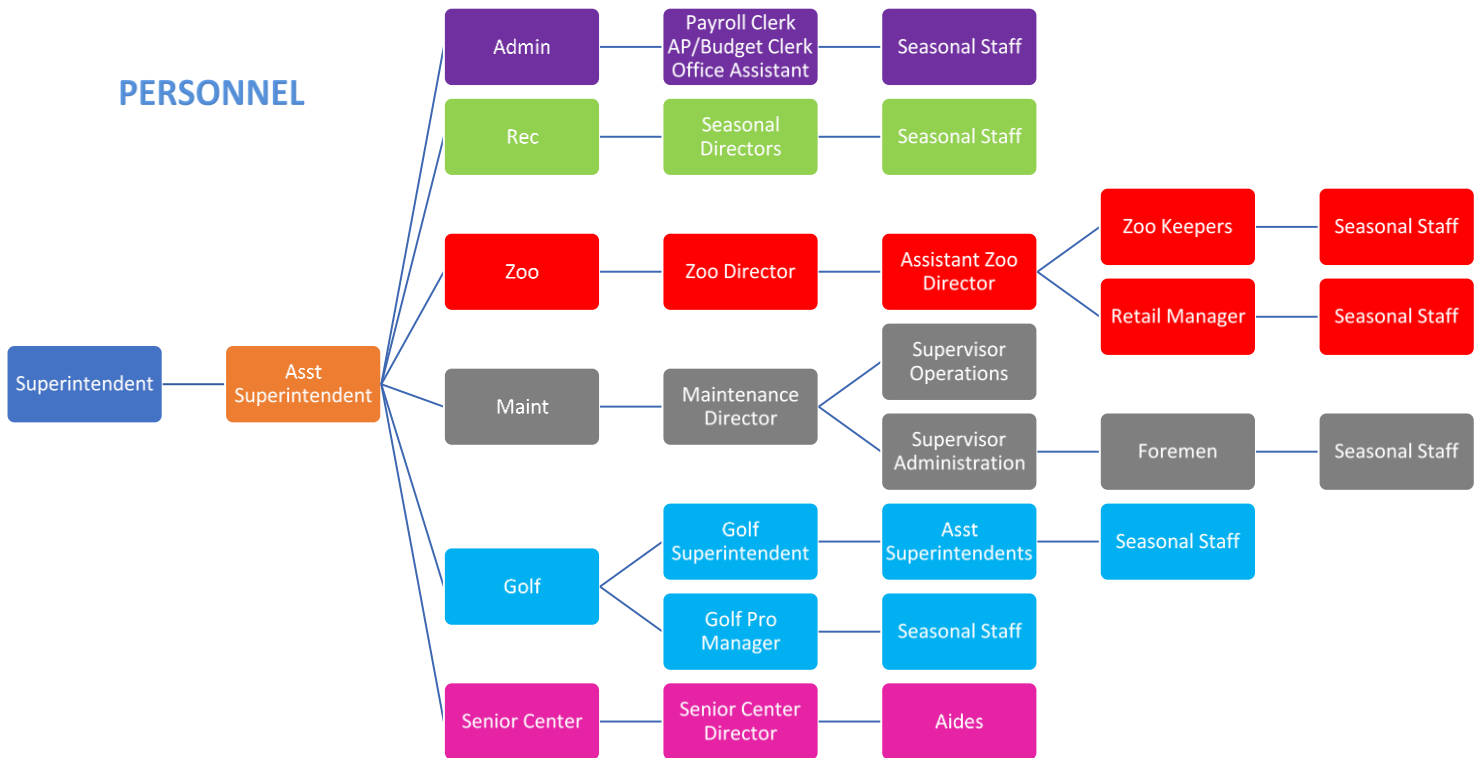 PERSONNEL
Superintendent
Asst
Superintendent
Admin
Payroll Clerk
AP/Budget Clerk
Office Assistant
Seasonal Staff
Rec
Seasonal
Directors
Seasonal Staff
Zoo
Zoo Director
Assistant Zoo
Director
Zoo Keepers
Seasonal Staff
Retail Manager
Seasonal Staff
Maint
Maintenance
Director
Supervisor
Operations
Supervisor
Administration
Foremen
Seasonal Staff
Golf
Golf
Superintendent
Asst
Superintendents
Seasonal Staff
Golf Pro
Manager
Seasonal Staff
Senior Center
Senior Center
Director
Aides